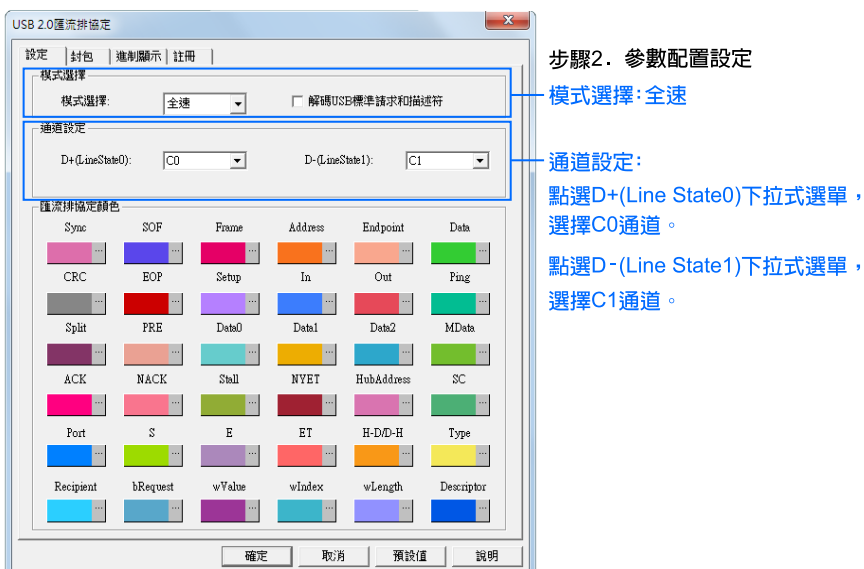 USB 2.0匯流排協定
設定 封包 進制顯示 註冊
模式選擇
模式選擇: 全速 解碼USB標準請求和描述符
通道設定
D+(LineState0): C0 D-(LineState1): C1
匯流排協定顏色
Sync SOF Frame Address Endpoint Data
CRC EOP Setup In Out Ping
Split PRE Data0 Data1 Data2 MData
ACK NACK Stall NYET HubAddress SC
Port S E ET H-D/D-H Type
Recipient bRequest wValue wIndex wLength Descriptor
確定 取消 預設值 說明
步驟2. 參數配置設定
模式選擇:全速
通道設定:
點選D+(Line State0)下拉式選單，
選擇C0通道。
點選D-(Line State1)下拉式選單，
選擇C1通道。